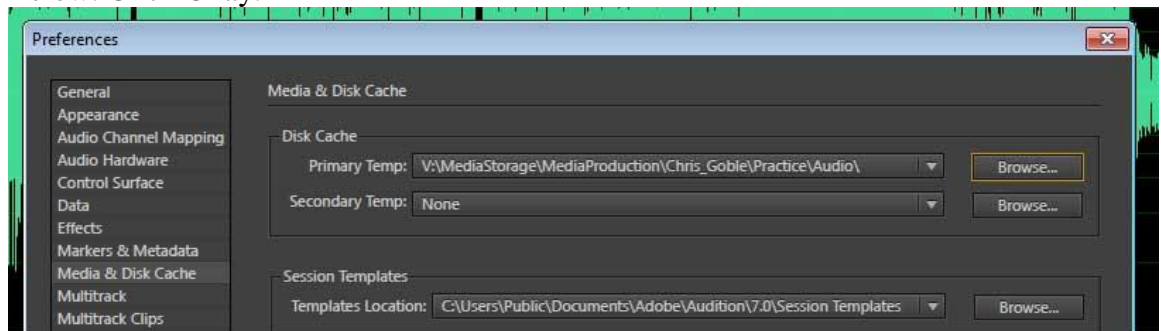 Preferences
General
Appearance
Audio Channel Mapping
Audio Hardware
Control Surface
Data
Effects
Markers & Metadata
Media & Disk Cache
Multitrack
Multitrack Clips
Media & Disk Cache
Disk Cache
Primary Temp: V:\MediaStorage\MediaProduction\Chris_Goble\Practice\Audio\ Browse...
Secondary Temp: None Browse...
Session Templates
Templates Location: C:\Users\Public\Documents\Adobe\Audition\7.0\Session Templates Browse...